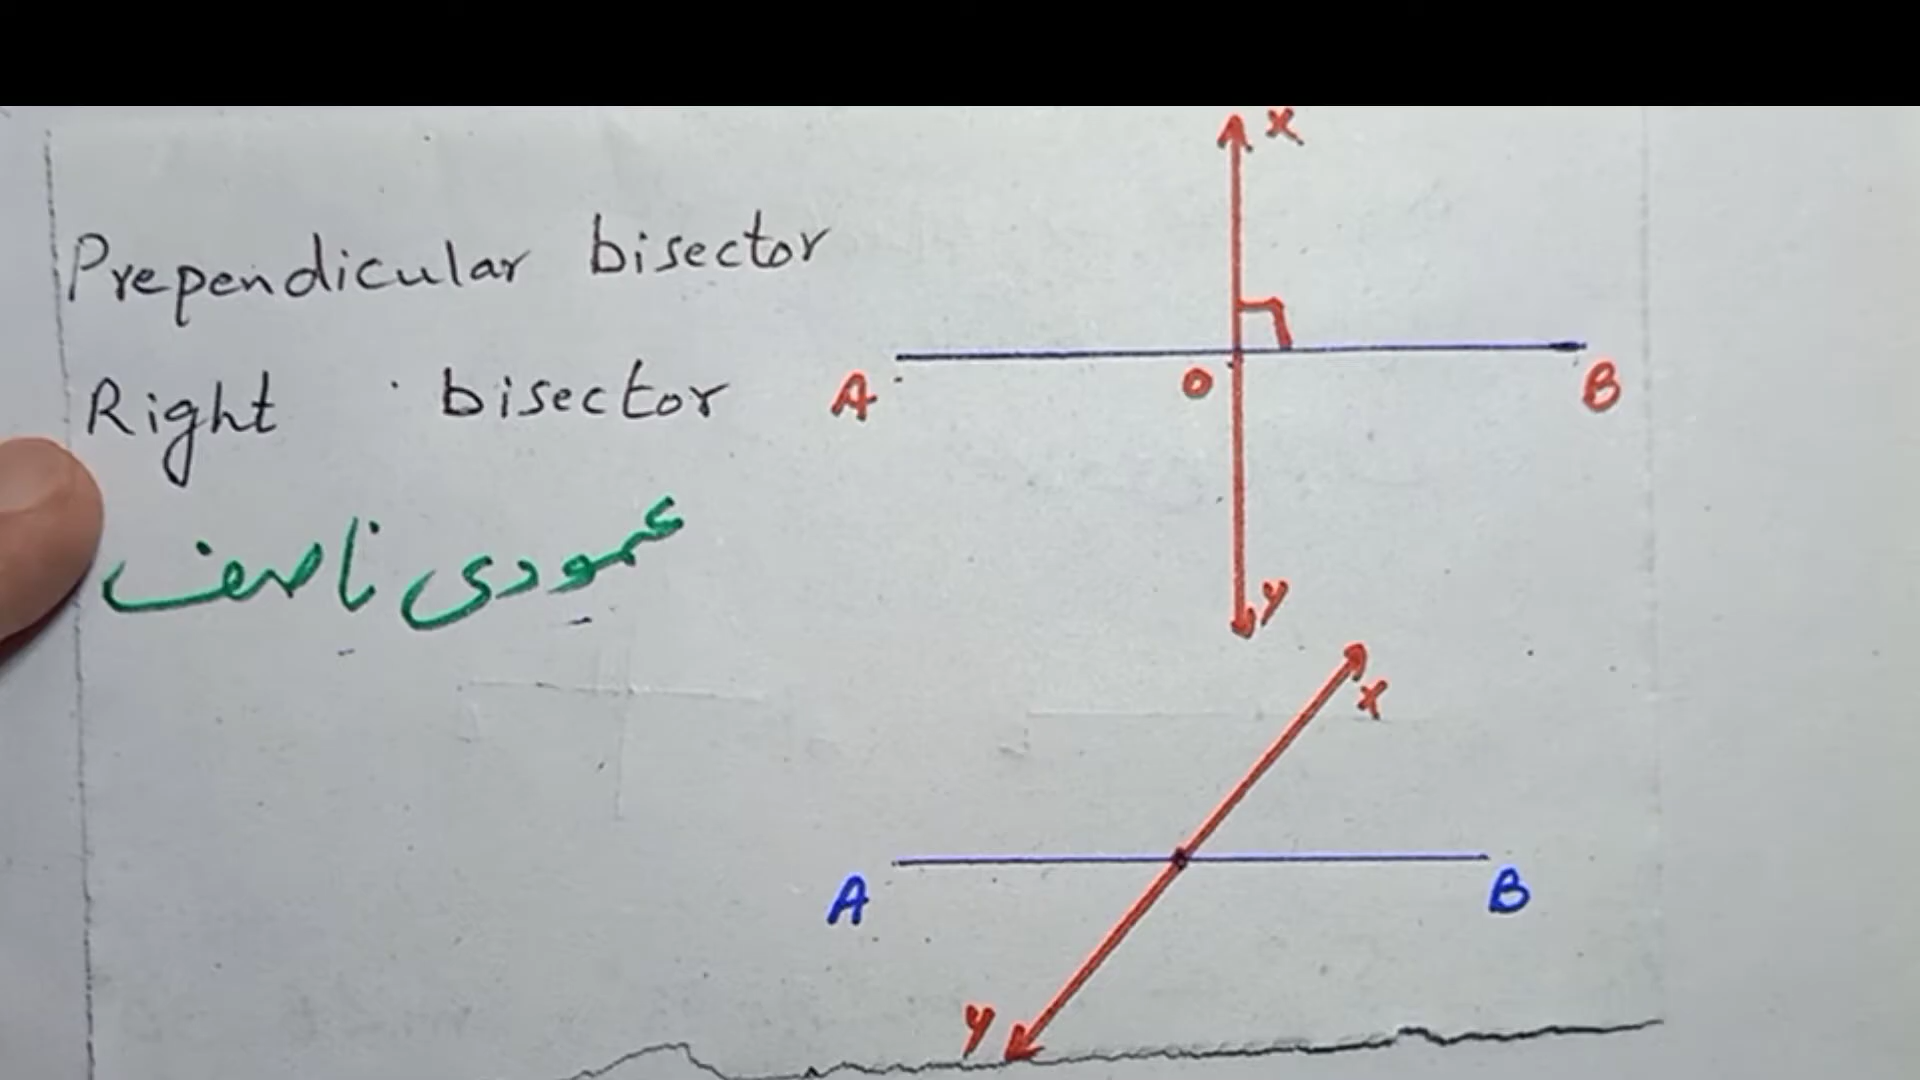 Prependicular bisector
Right bisector
عمودی ناصف
X
A O B
Y
X
A B
Y